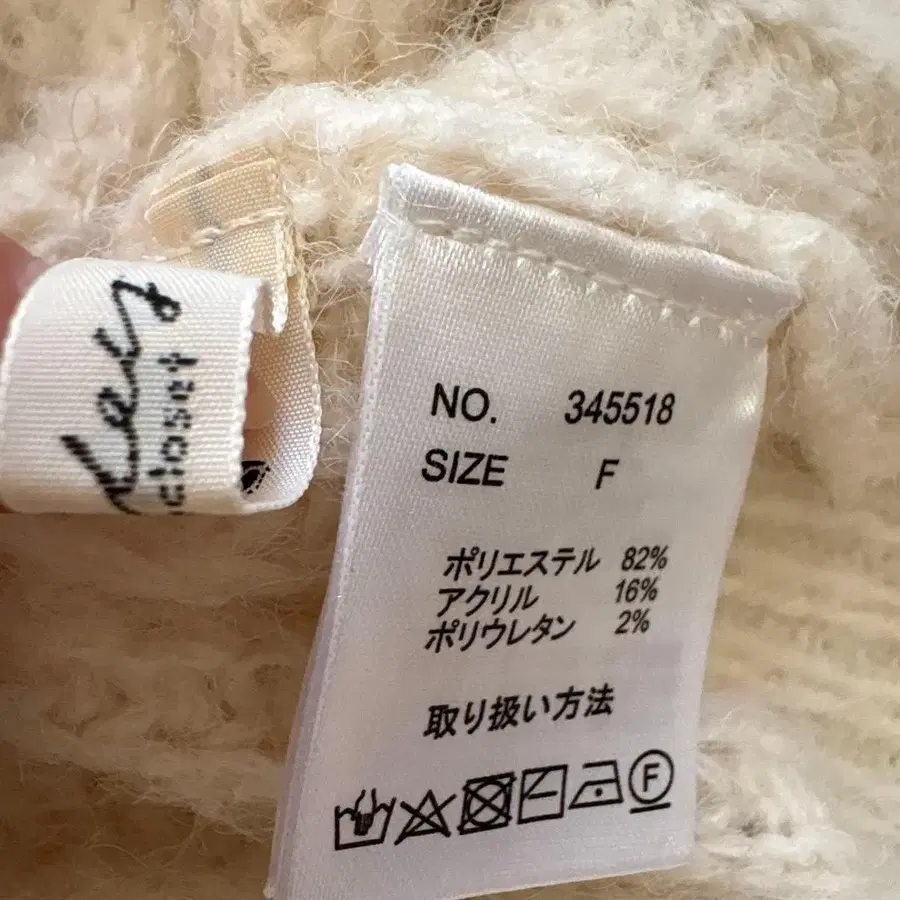 closet
NO. 345518
SIZE F
ポリエステル 82%
アクリル 16%
ポリウレタン 2%
取り扱い方法
F